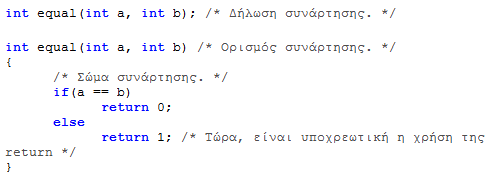 int equal(int a, int b); /* Δήλωση συνάρτησης. */
int equal(int a, int b) /* Ορισμός συνάρτησης. */
{
/* Σώμα συνάρτησης. */
if(a == b)
return 0;
else
return 1; /* Τώρα, είναι υποχρεωτική η χρήση της
return */
}